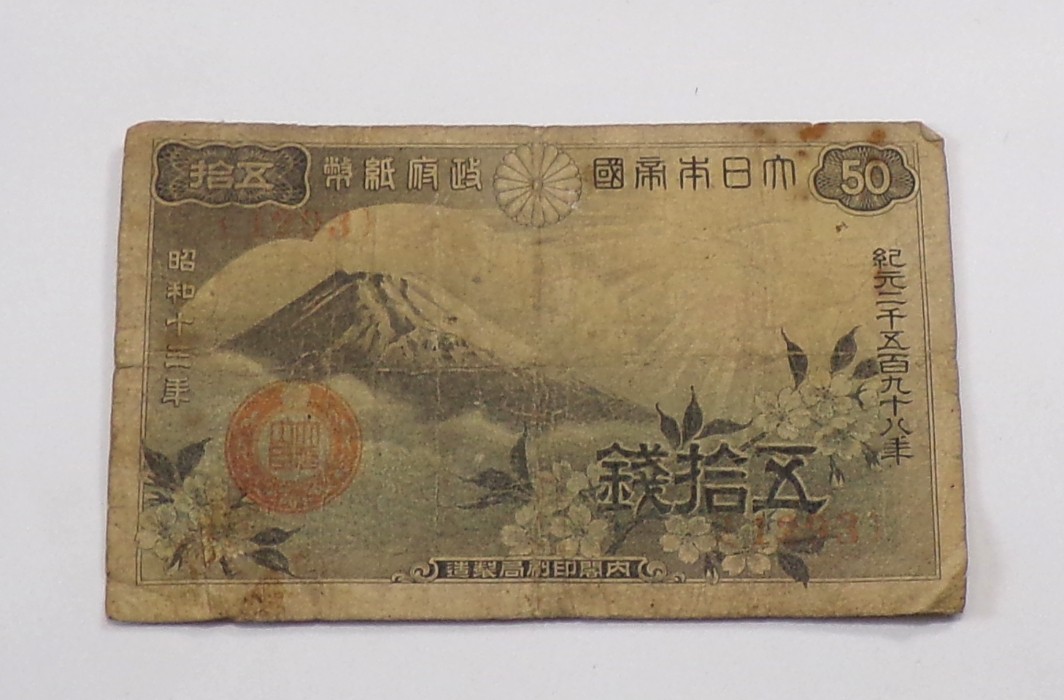 50
大日本帝國
政府紙幣
五拾
紀元二千五百九十八年
昭和十三年
五拾錢
内閣印刷局製造